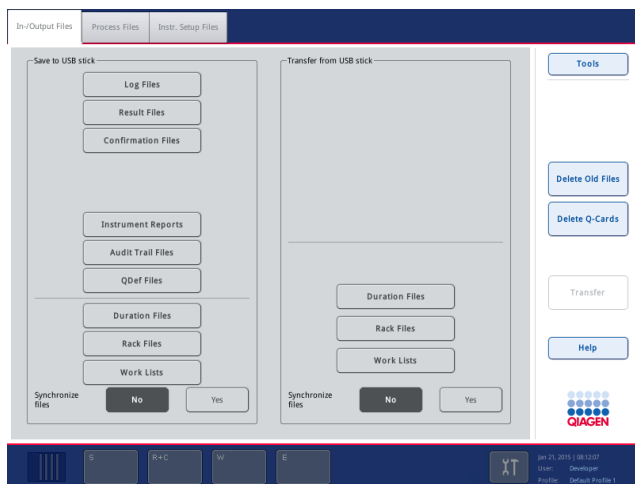 In-/Output Files
Process Files
Instr. Setup Files
Save to USB stick
Log Files
Result Files
Confirmation Files
Instrument Reports
Audit Trail Files
QDef Files
Duration Files
Rack Files
Work Lists
Synchronize
files
No
Yes
Transfer from USB stick
Duration Files
Rack Files
Work Lists
Synchronize
files
No
Yes
Tools
Delete Old Files
Delete Q-Cards
Transfer
Help
QIAGEN
S
R+C
W
E
Jan 21, 2015 | 08:12:07
User: Developer
Profile: Default Profile 1